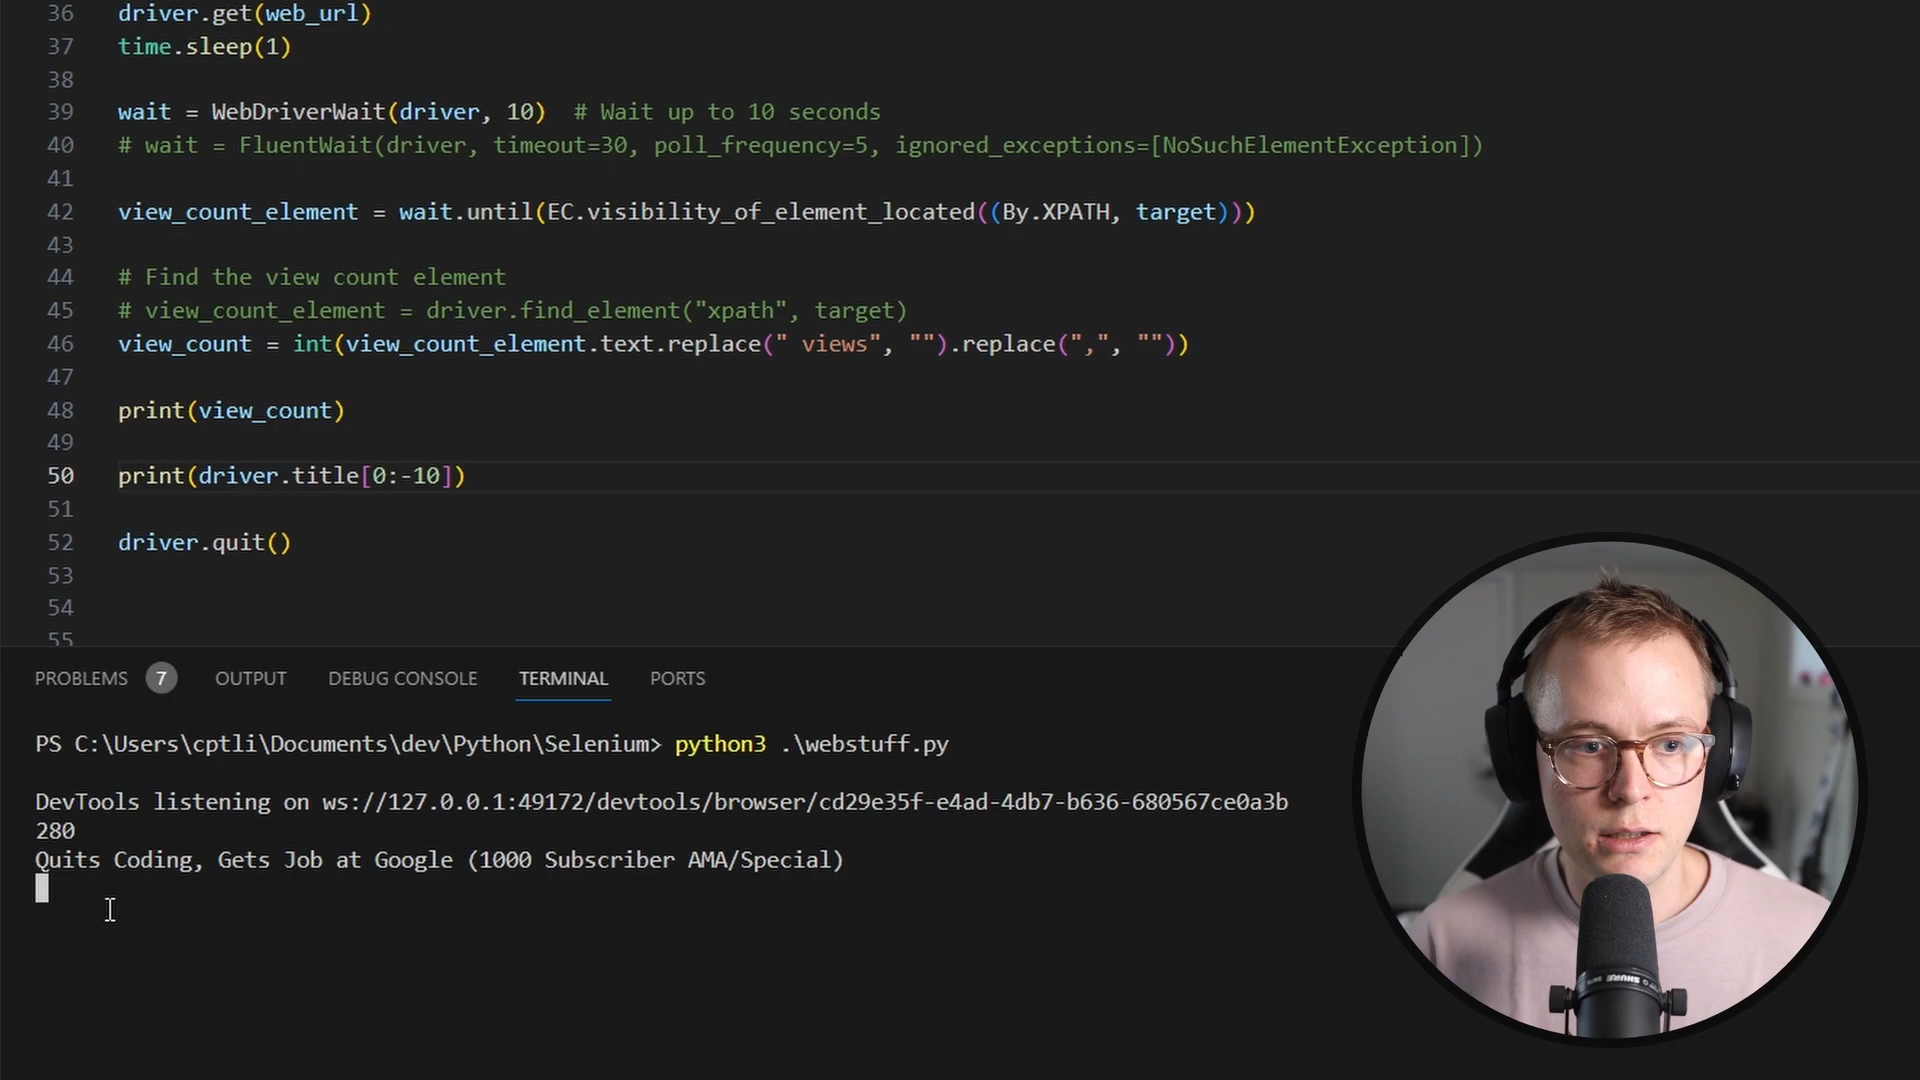 36 driver.get(web_url)
37 time.sleep(1)
38
39 wait = WebDriverWait(driver, 10)  # Wait up to 10 seconds
40 # wait = FluentWait(driver, timeout=30, poll_frequency=5, ignored_exceptions=[NoSuchElementException])
41
42 view_count_element = wait.until(EC.visibility_of_element_located((By.XPATH, target)))
43
44 # Find the view count element
45 # view_count_element = driver.find_element("xpath", target)
46 view_count = int(view_count_element.text.replace(" views", "").replace(",", ""))
47
48 print(view_count)
49
50 print(driver.title[0:-10])
51
52 driver.quit()
53
54
55
PROBLEMS 7 OUTPUT DEBUG CONSOLE TERMINAL PORTS
PS C:\Users\cptli\Documents\dev\Python\Selenium> python3 .\webstuff.py
DevTools listening on ws://127.0.0.1:49172/devtools/browser/cd29e35f-e4ad-4db7-b636-680567ce0a3b
280
Quits Coding, Gets Job at Google (1000 Subscriber AMA/Special)
SHURE